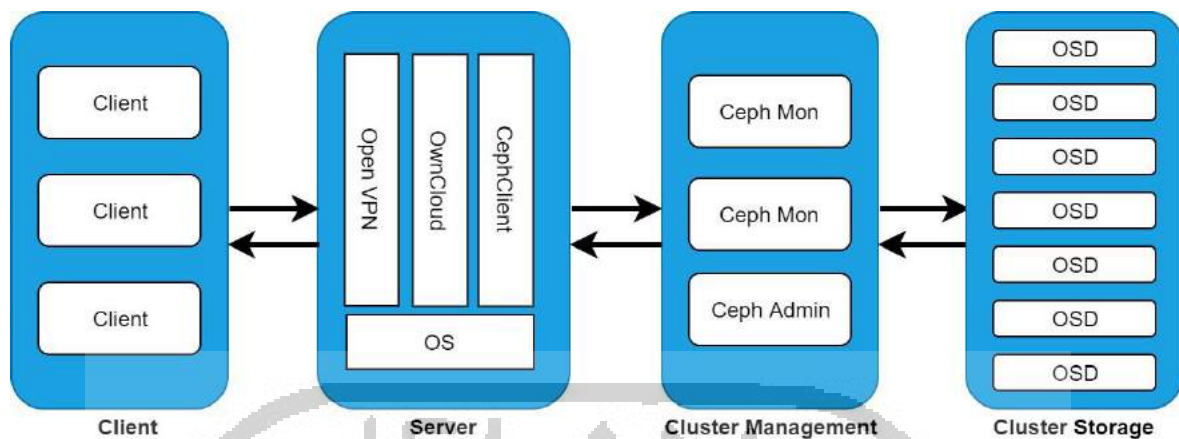 Client
Client
Client
Client
Open VPN
OwnCloud
CephClient
OS
Server
Ceph Mon
Ceph Mon
Ceph Admin
Cluster Management
OSD
OSD
OSD
OSD
OSD
OSD
OSD
Cluster Storage